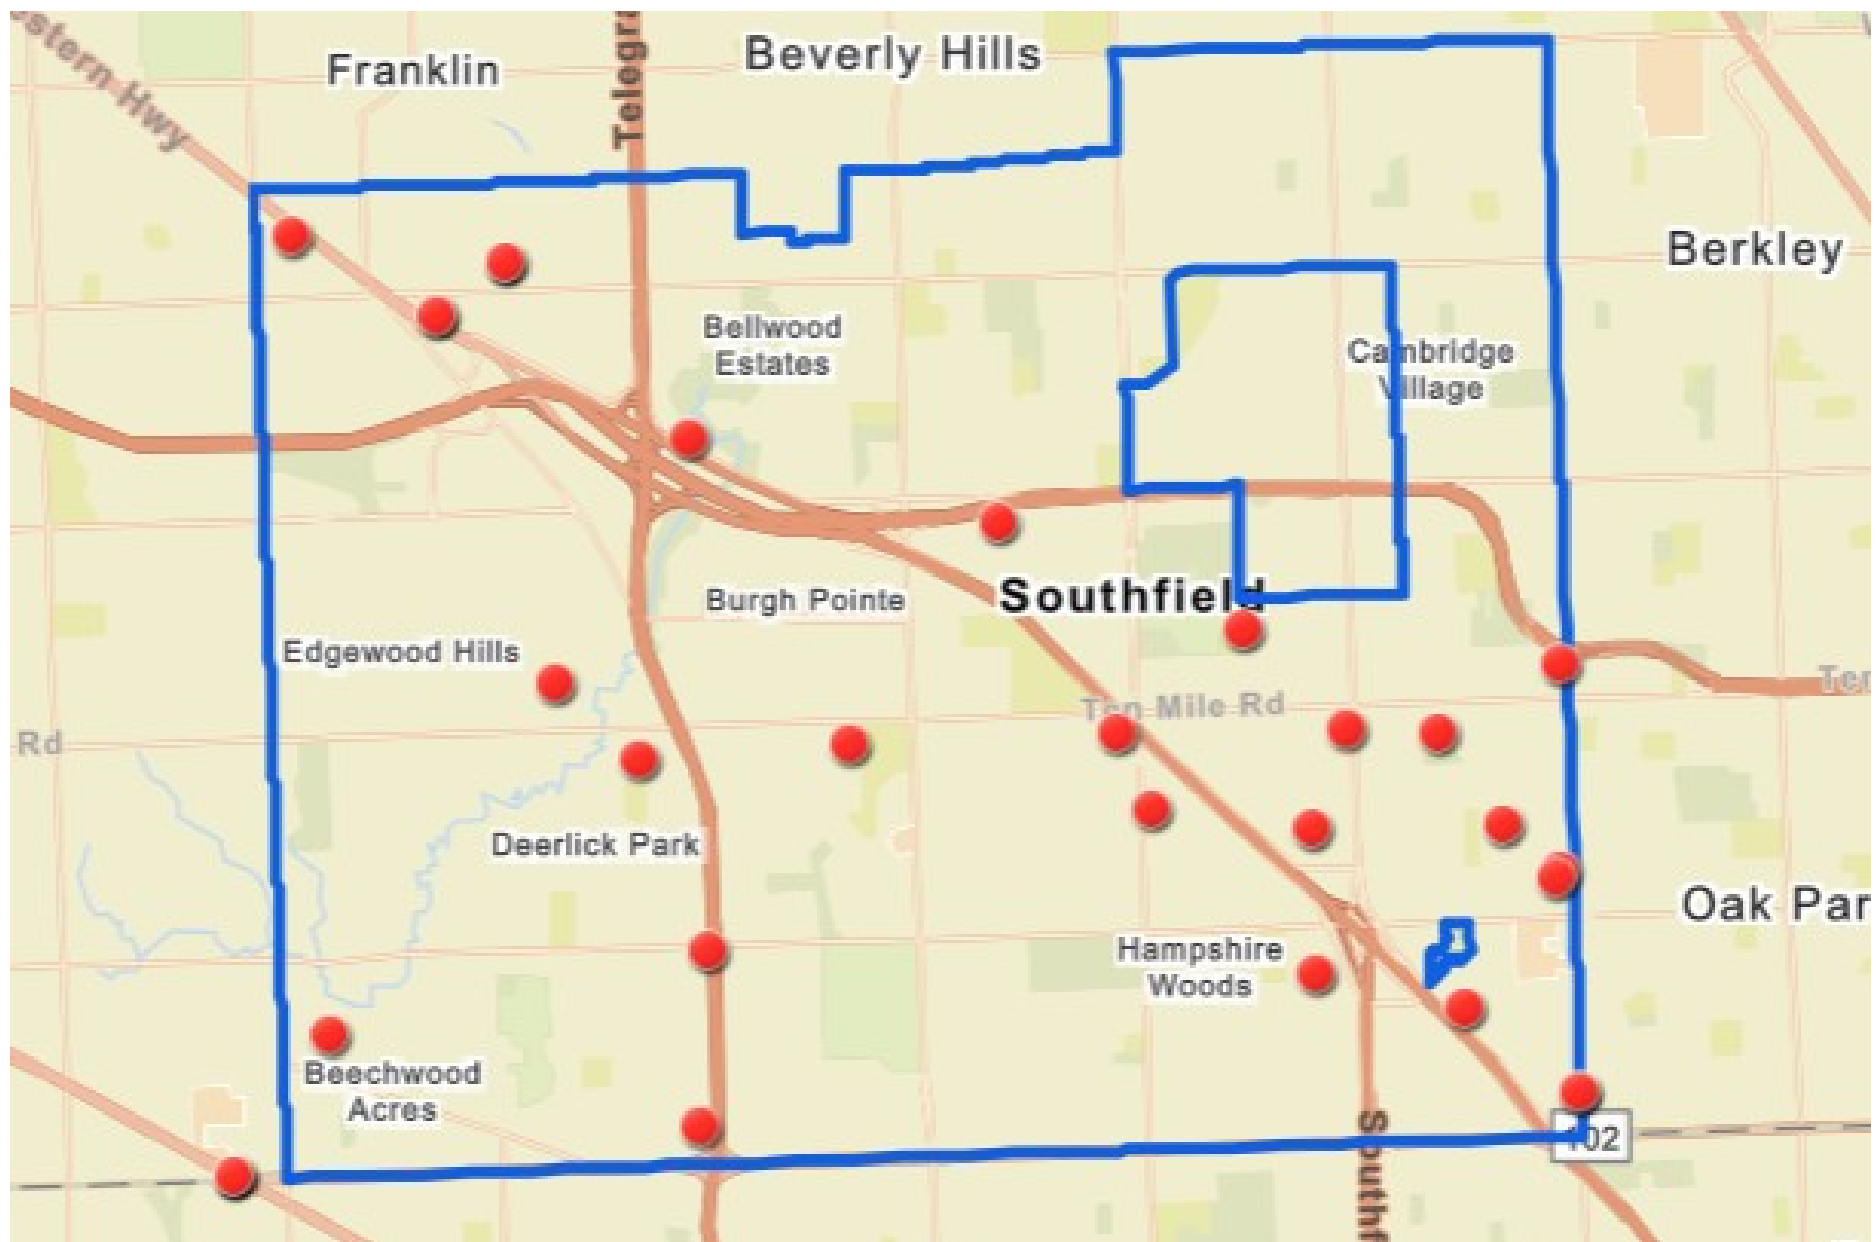 stern Hwy
Franklin
Telegra
Beverly Hills
Berkley
Bellwood
Estates
Cambridge
Village
Southfield
Burgh Pointe
Edgewood Hills
Ten Mile Rd
Ter
Rd
Deerlick Park
Oak Par
Hampshire
Woods
Beechwood
Acres
102
Southf